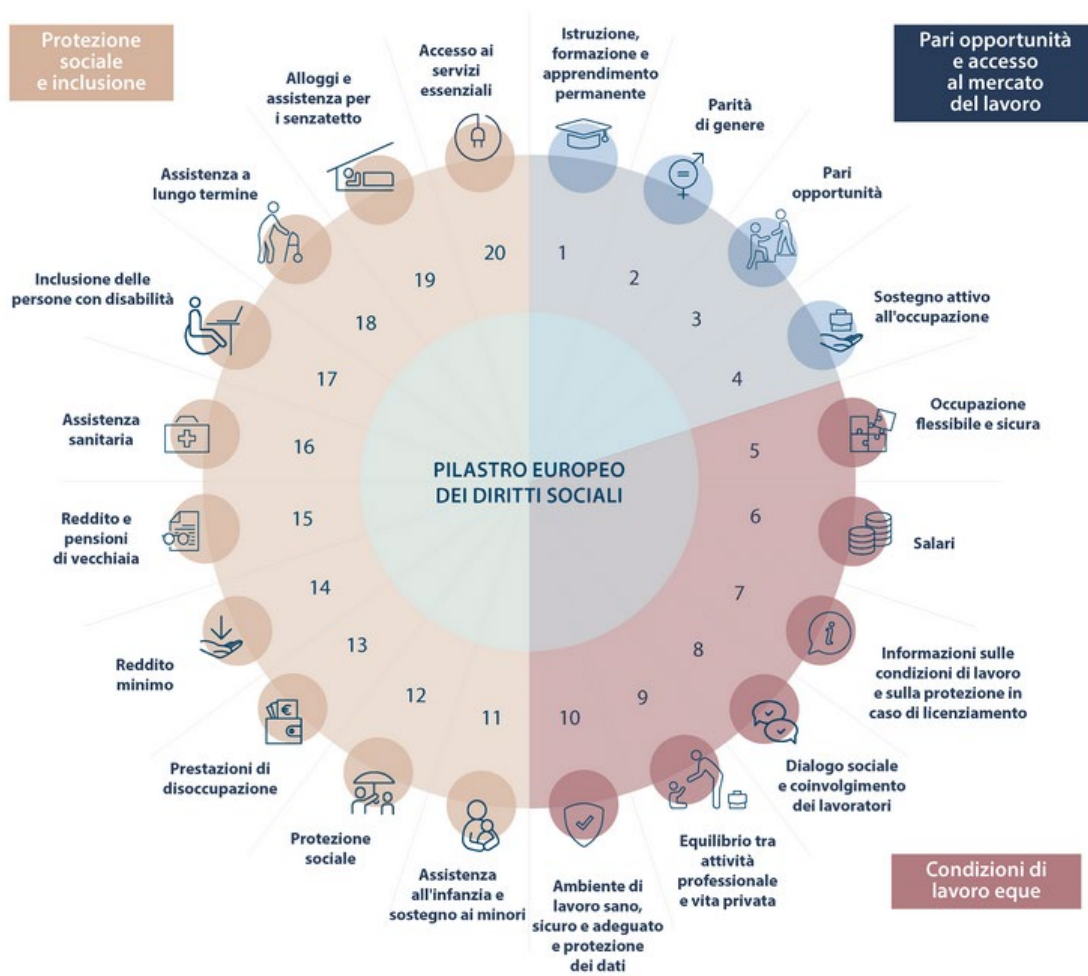 Protezione
sociale
e inclusione
Pari opportunità
e accesso
al mercato
del lavoro
Condizioni di
lavoro eque
PILASTRO EUROPEO
DEI DIRITTI SOCIALI
1
Istruzione,
formazione e
apprendimento
permanente
2
Parità
di genere
3
Pari
opportunità
4
Sostegno attivo
all'occupazione
5
Occupazione
flessibile e sicura
6
Salari
7
Informazioni sulle
condizioni di lavoro
e sulla protezione in
caso di licenziamento
8
Dialogo sociale
e coinvolgimento
dei lavoratori
9
Equilibrio tra
attività
professionale
e vita privata
10
Ambiente di
lavoro sano,
sicuro e adeguato
e protezione
dei dati
11
Assistenza
all'infanzia e
sostegno ai minori
12
Protezione
sociale
13
Prestazioni di
disoccupazione
€
14
Reddito
minimo
15
Reddito e
pensioni
di vecchiaia
16
Assistenza
sanitaria
17
Inclusione delle
persone con disabilità
18
Assistenza a
lungo termine
19
Alloggi e
assistenza per
i senzatetto
20
Accesso ai
servizi
essenziali